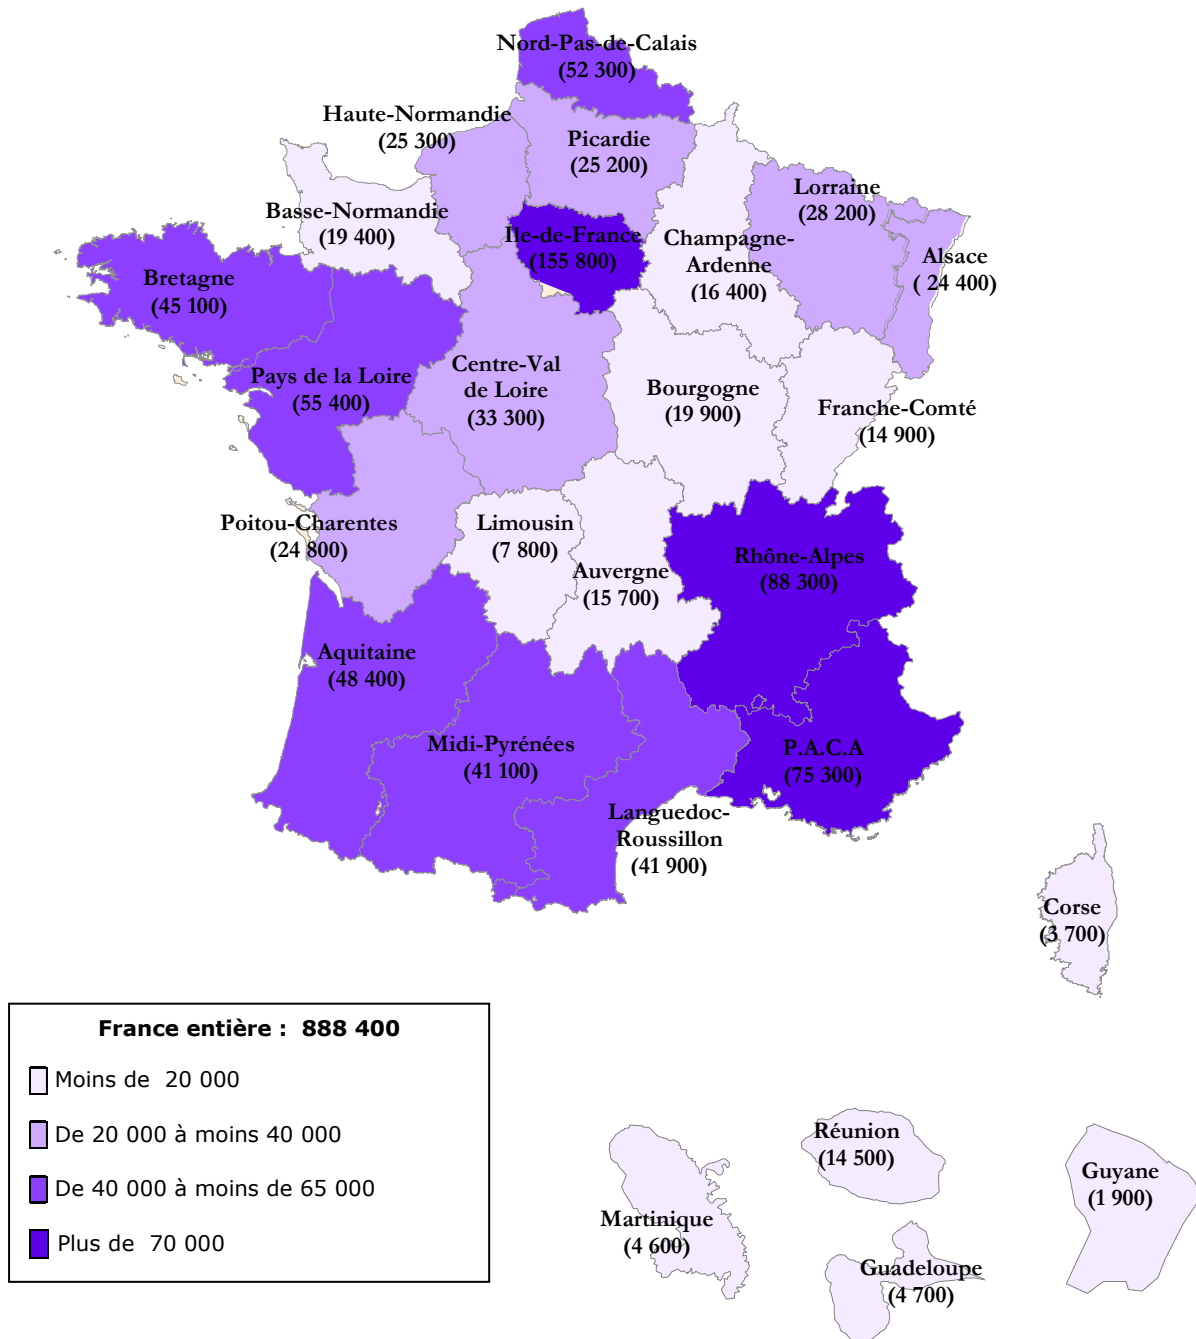 Nord-Pas-de-Calais
(52 300)
Haute-Normandie
(25 300)
Picardie
(25 200)
Lorraine
(28 200)
Basse-Normandie
(19 400)
Ile-de-France
(155 800)
Champagne-
Ardenne
(16 400)
Alsace
( 24 400)
Bretagne
(45 100)
Pays de la Loire
(55 400)
Centre-Val
de Loire
(33 300)
Bourgogne
(19 900)
Franche-Comté
(14 900)
Poitou-Charentes
(24 800)
Limousin
(7 800)
Auvergne
(15 700)
Rhône-Alpes
(88 300)
Aquitaine
(48 400)
Midi-Pyrénées
(41 100)
P.A.C.A
(75 300)
Languedoc-
Roussillon
(41 900)
Corse
(3 700)
France entière :  888 400
Moins de  20 000
De 20 000 à moins 40 000
De 40 000 à moins de 65 000
Plus de  70 000
Réunion
(14 500)
Guyane
(1 900)
Martinique
(4 600)
Guadeloupe
(4 700)